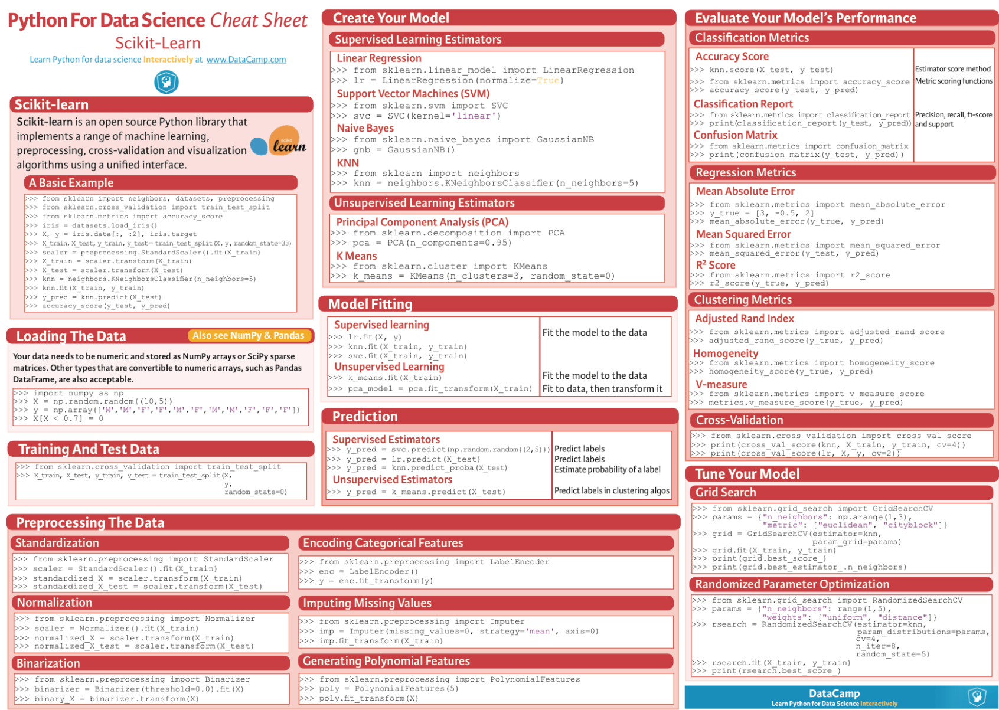 Python For Data Science Cheat Sheet
Scikit-Learn
Learn Python for data science Interactively at www.DataCamp.com
Scikit-learn
Scikit-learn is an open source Python library that
implements a range of machine learning,
preprocessing, cross-validation and visualization
algorithms using a unified interface.
scikit
learn
A Basic Example
>>> from sklearn import neighbors, datasets, preprocessing
>>> from sklearn.cross_validation import train_test_split
>>> from sklearn.metrics import accuracy_score
>>> iris = datasets.load_iris()
>>> X, y = iris.data[:, :2], iris.target
>>> X_train, X_test, y_train, y_test = train_test_split(X, y, random_state=33)
>>> scaler = preprocessing.StandardScaler().fit(X_train)
>>> X_train = scaler.transform(X_train)
>>> X_test = scaler.transform(X_test)
>>> knn = neighbors.KNeighborsClassifier(n_neighbors=5)
>>> knn.fit(X_train, y_train)
>>> y_pred = knn.predict(X_test)
>>> accuracy_score(y_test, y_pred)
Loading The Data
Also see NumPy & Pandas
Your data needs to be numeric and stored as NumPy arrays or SciPy sparse
matrices. Other types that are convertible to numeric arrays, such as Pandas
DataFrame, are also acceptable.
>>> import numpy as np
>>> X = np.random.random((10,5))
>>> y = np.array(['M','M','F','F','M','F','M','M','F','F','F'])
>>> X[X < 0.7] = 0
Training And Test Data
>>> from sklearn.cross_validation import train_test_split
>>> X_train, X_test, y_train, y_test = train_test_split(X,
y,
random_state=0)
Create Your Model
Supervised Learning Estimators
Linear Regression
>>> from sklearn.linear_model import LinearRegression
>>> lr = LinearRegression(normalize=True)
Support Vector Machines (SVM)
>>> from sklearn.svm import SVC
>>> svc = SVC(kernel='linear')
Naive Bayes
>>> from sklearn.naive_bayes import GaussianNB
>>> gnb = GaussianNB()
KNN
>>> from sklearn import neighbors
>>> knn = neighbors.KNeighborsClassifier(n_neighbors=5)
Unsupervised Learning Estimators
Principal Component Analysis (PCA)
>>> from sklearn.decomposition import PCA
>>> pca = PCA(n_components=0.95)
K Means
>>> from sklearn.cluster import KMeans
>>> k_means = KMeans(n_clusters=3, random_state=0)
Model Fitting
Supervised learning
>>> lr.fit(X, y)
>>> knn.fit(X_train, y_train)
>>> svc.fit(X_train, y_train)
Unsupervised Learning
>>> k_means.fit(X_train)
>>> pca_model = pca.fit_transform(X_train)
Fit the model to the data
Fit the model to the data
Fit to data, then transform it
Prediction
Supervised Estimators
>>> y_pred = svc.predict(np.random.random((2,5)))
>>> y_pred = lr.predict(X_test)
>>> y_pred = knn.predict_proba(X_test)
Unsupervised Estimators
>>> y_pred = k_means.predict(X_test)
Predict labels
Predict labels
Estimate probability of a label
Predict labels in clustering algos
Preprocessing The Data
Standardization
>>> from sklearn.preprocessing import StandardScaler
>>> scaler = StandardScaler().fit(X_train)
>>> standardized_X = scaler.transform(X_train)
>>> standardized_X_test = scaler.transform(X_test)
Normalization
>>> from sklearn.preprocessing import Normalizer
>>> scaler = Normalizer().fit(X_train)
>>> normalized_X = scaler.transform(X_train)
>>> normalized_X_test = scaler.transform(X_test)
Binarization
>>> from sklearn.preprocessing import Binarizer
>>> binarizer = Binarizer(threshold=0.0).fit(X)
>>> binary_X = binarizer.transform(X)
Encoding Categorical Features
>>> from sklearn.preprocessing import LabelEncoder
>>> enc = LabelEncoder()
>>> y = enc.fit_transform(y)
Imputing Missing Values
>>> from sklearn.preprocessing import Imputer
>>> imp = Imputer(missing_values=0, strategy='mean', axis=0)
>>> imp.fit_transform(X_train)
Generating Polynomial Features
>>> from sklearn.preprocessing import PolynomialFeatures
>>> poly = PolynomialFeatures(5)
>>> poly.fit_transform(X)
Evaluate Your Model's Performance
Classification Metrics
Accuracy Score
>>> knn.score(X_test, y_test)
>>> from sklearn.metrics import accuracy_score
>>> accuracy_score(y_test, y_pred)
Estimator score method
Metric scoring functions
Classification Report
>>> from sklearn.metrics import classification_report
>>> print(classification_report(y_test, y_pred))
Precision, recall, f1-score
and support
Confusion Matrix
>>> from sklearn.metrics import confusion_matrix
>>> print(confusion_matrix(y_test, y_pred))
Regression Metrics
Mean Absolute Error
>>> from sklearn.metrics import mean_absolute_error
>>> y_true = [3, -0.5, 2]
>>> mean_absolute_error(y_true, y_pred)
Mean Squared Error
>>> from sklearn.metrics import mean_squared_error
>>> mean_squared_error(y_test, y_pred)
R² Score
>>> from sklearn.metrics import r2_score
>>> r2_score(y_true, y_pred)
Clustering Metrics
Adjusted Rand Index
>>> from sklearn.metrics import adjusted_rand_score
>>> adjusted_rand_score(y_true, y_pred)
Homogeneity
>>> from sklearn.metrics import homogeneity_score
>>> homogeneity_score(y_true, y_pred)
V-measure
>>> from sklearn.metrics import v_measure_score
>>> metrics.v_measure_score(y_true, y_pred)
Cross-Validation
>>> from sklearn.cross_validation import cross_val_score
>>> print(cross_val_score(knn, X_train, y_train, cv=4))
>>> print(cross_val_score(lr, X, y, cv=2))
Tune Your Model
Grid Search
>>> from sklearn.grid_search import GridSearchCV
>>> params = {"n_neighbors": np.arange(1,3),
"metric": ["euclidean", "cityblock"]}
>>> grid = GridSearchCV(estimator=knn,
param_grid=params)
>>> grid.fit(X_train, y_train)
>>> print(grid.best_score_)
>>> print(grid.best_estimator_.n_neighbors)
Randomized Parameter Optimization
>>> from sklearn.grid_search import RandomizedSearchCV
>>> params = {"n_neighbors": range(1,5),
"weights": ["uniform", "distance"]}
>>> rsearch = RandomizedSearchCV(estimator=knn,
param_distributions=params,
cv=4,
n_iter=8,
random_state=5)
>>> rsearch.fit(X_train, y_train)
>>> print(rsearch.best_score_)
DataCamp
Learn Python for Data Science Interactively